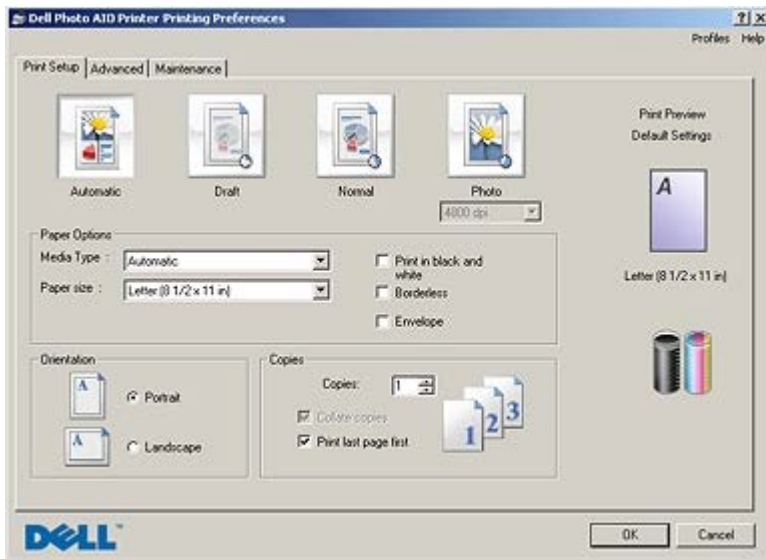 Dell Photo AIO Printer Printing Preferences
Profiles Help
Print Setup Advanced Maintenance
Automatic
Draft
Normal
Photo
4800 dpi
Print Preview
Default Settings
A
Letter (8 1/2 x 11 in)
Paper Options
Media Type :
Automatic
Paper size :
Letter (8 1/2 x 11 in)
Print in black and
white
Borderless
Envelope
Orientation
A
Portrait
A
Landscape
Copies
Copies:
1
Collate copies
Print last page first
1 2 3
DELL™
OK
Cancel